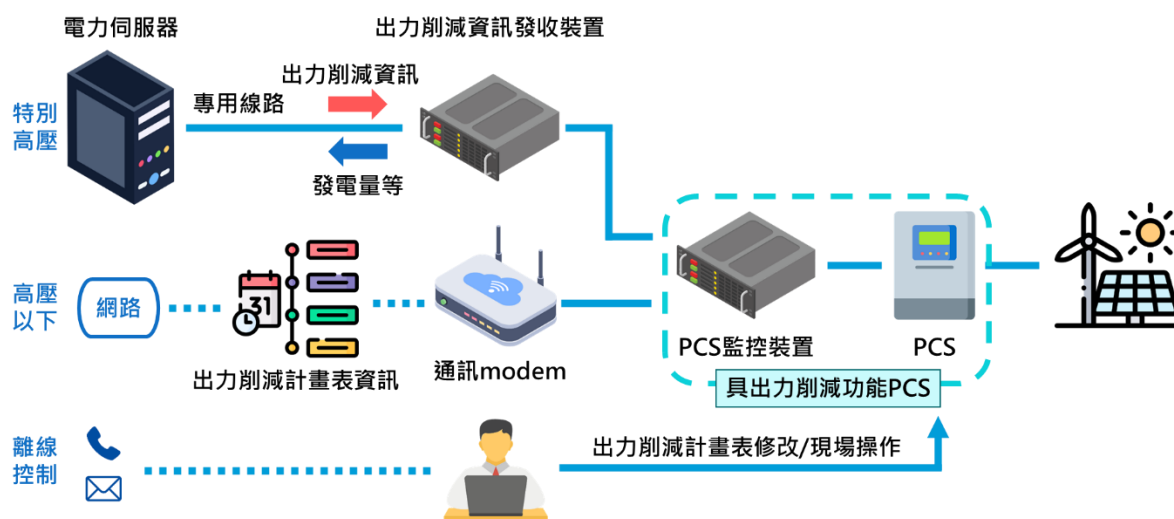 電力伺服器
出力削減資訊發收裝置
特別
高壓
專用線路
出力削減資訊
發電量等
高壓
以下
網路
31
出力削減計畫表資訊
通訊modem
PCS監控裝置
PCS
具出力削減功能PCS
離線
控制
出力削減計畫表修改/現場操作